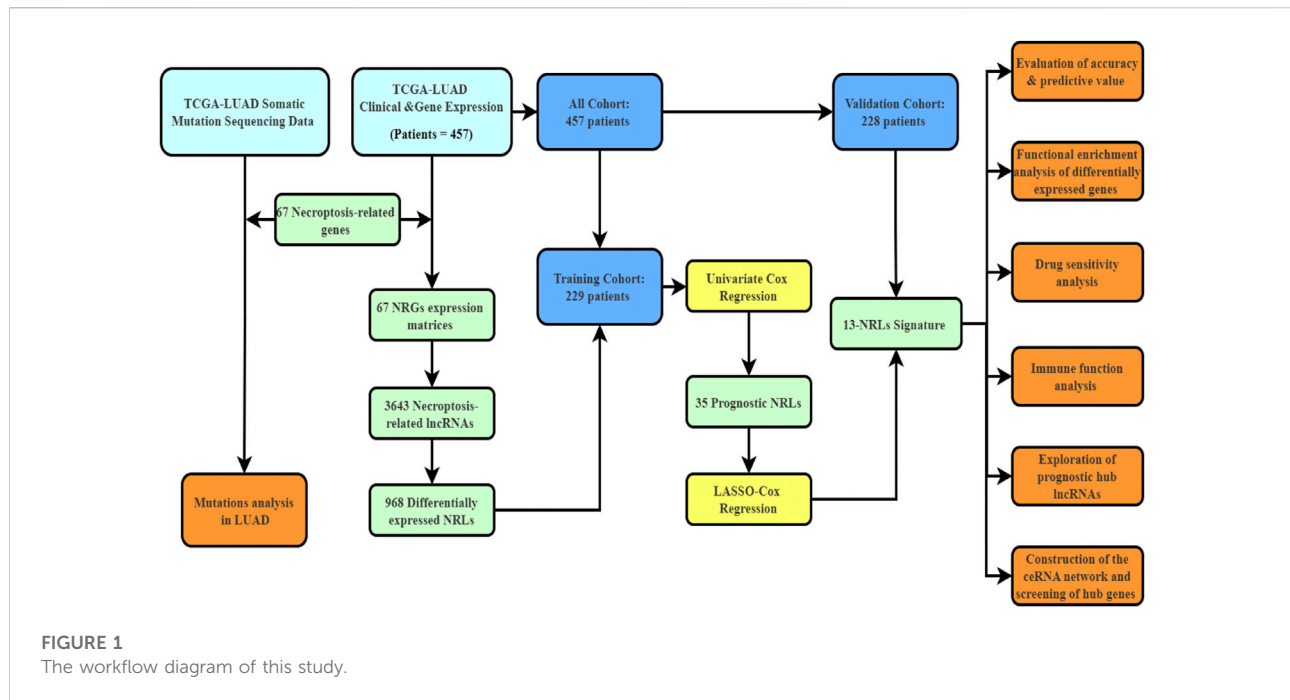 TCGA-LUAD Somatic
Mutation Sequencing Data
TCGA-LUAD
Clinical &Gene Expression
(Patients = 457)
All Cohort:
457 patients
Validation Cohort:
228 patients
67 Necroptosis-related
genes
Training Cohort:
229 patients
Univariate Cox
Regression
67 NRGs expression
matrices
13-NRLs Signature
3643 Necroptosis-
related lncRNAs
35 Prognostic NRLs
Mutations analysis
in LUAD
968 Differentially
expressed NRLs
LASSO-Cox
Regression
Evaluation of accuracy
& predictive value
Functional enrichment
analysis of differentially
expressed genes
Drug sensitivity
analysis
Immune function
analysis
Exploration of
prognostic hub
lncRNAs
Construction of the
ceRNA network and
screening of hub genes
FIGURE 1
The workflow diagram of this study.